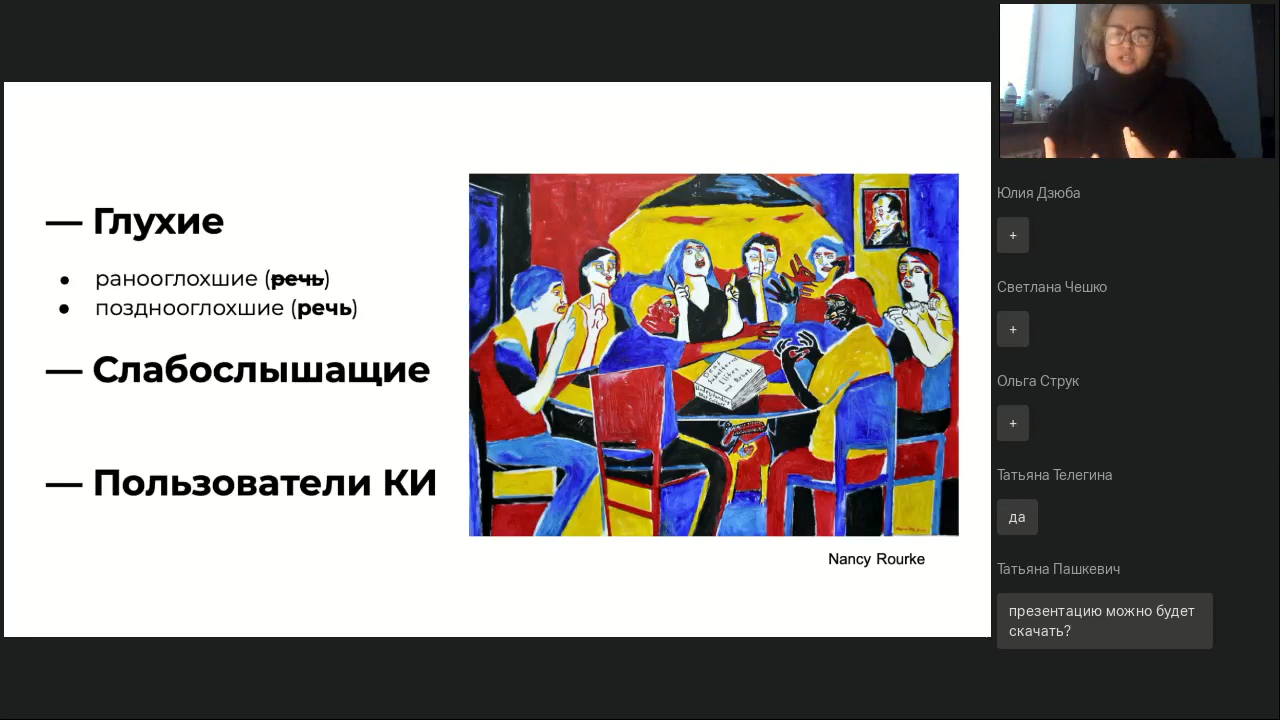 — Глухие
● ранооглохшие (речь)
● позднооглохшие (речь)
— Слабослышащие
— Пользователи КИ
Nancy Rourke
Юлия Дзюба
+
Светлана Чешко
+
Ольга Струк
+
Татьяна Телегина
да
Татьяна Пашкевич
презентацию можно будет
скачать?